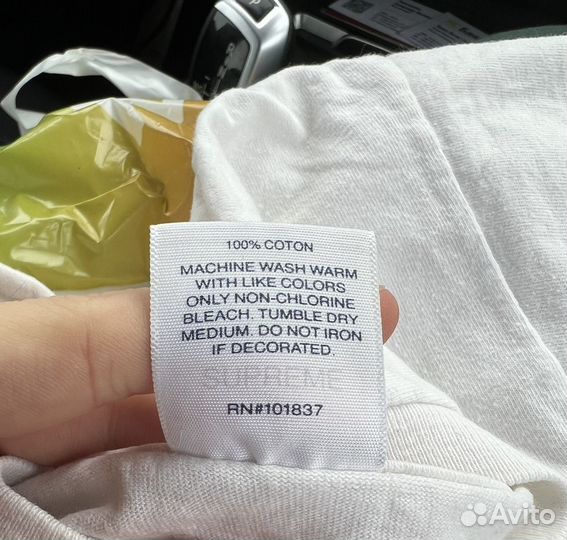 100% COTON
MACHINE WASH WARM
WITH LIKE COLORS
ONLY NON-CHLORINE
BLEACH. TUMBLE DRY
MEDIUM. DO NOT IRON
IF DECORATED.
SUPREME
RN#101837
Avito